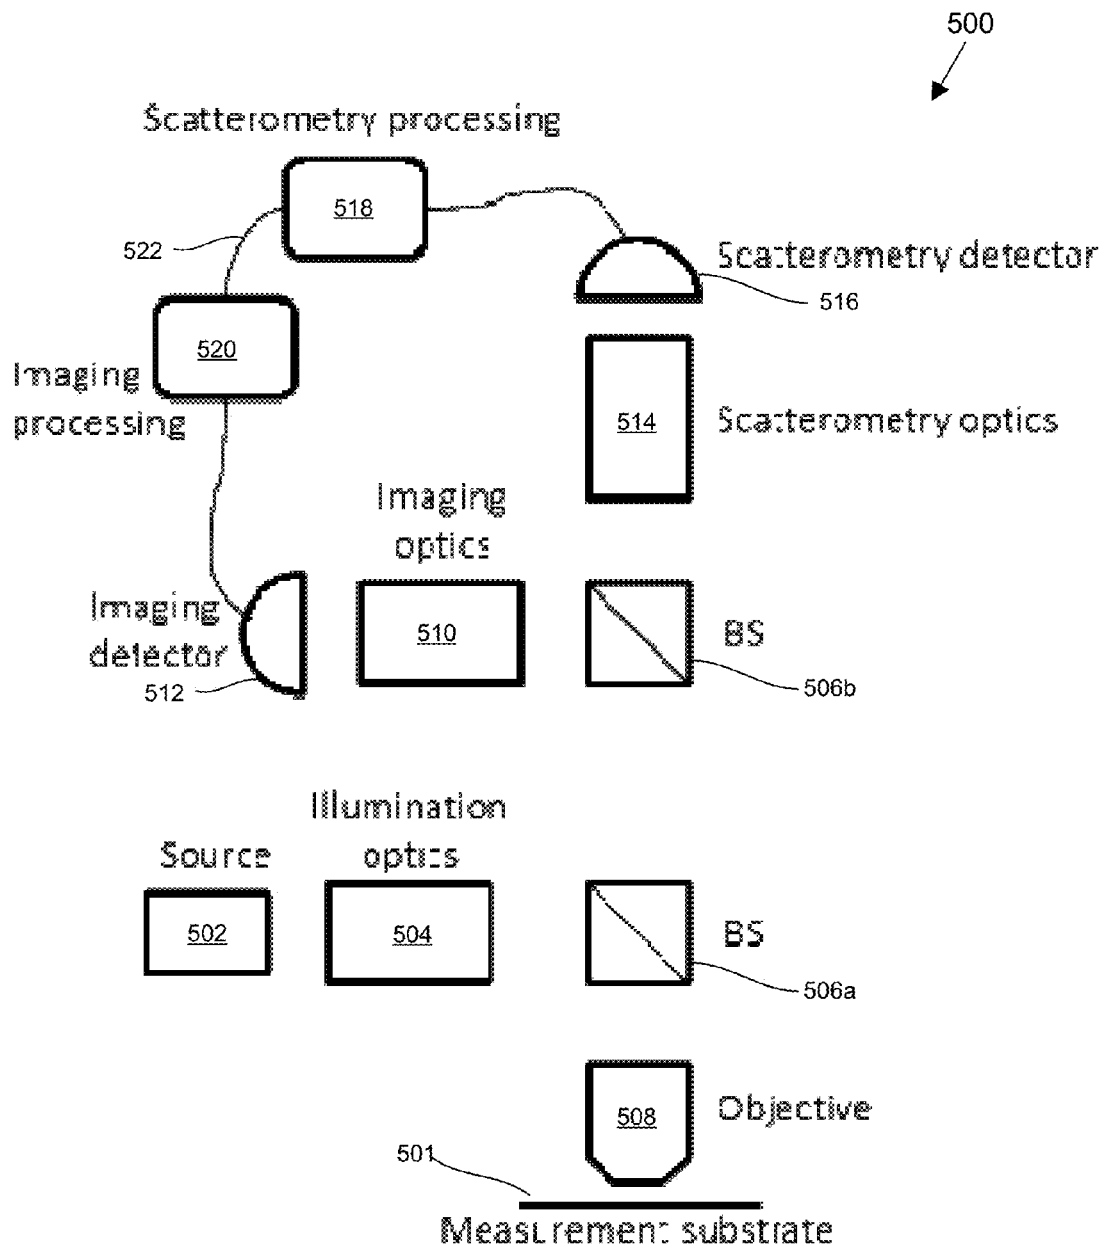 500
Scatterometry processing
518
522
Scatterometry detector
516
520
Imaging
processing
514
Scatterometry optics
Imaging
optics
Imaging
detector
512
510
BS
506b
Illumination
optics
Source
502
504
BS
506a
508
Objective
501
Measurement substrate